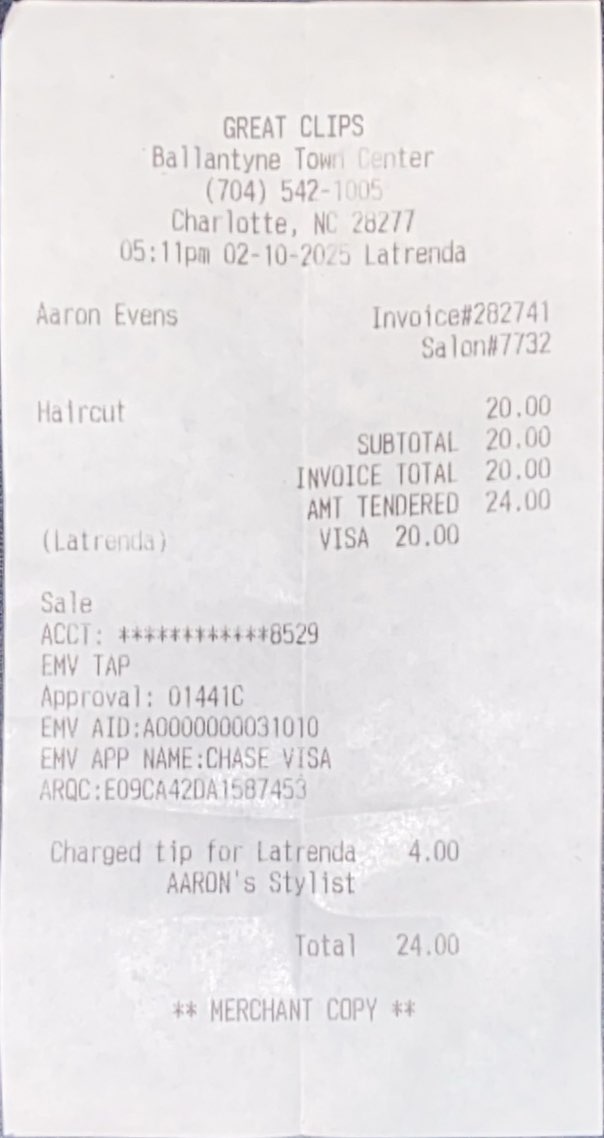 GREAT CLIPS
Ballantyne Town Center
(704) 542-1005
Charlotte, NC 28277
05:11pm 02-10-2025 Latrenda
Aaron Evens Invoice#282741
Salon#7732
Haircut 20.00
SUBTOTAL 20.00
INVOICE TOTAL 20.00
AMT TENDERED 24.00
(Latrenda) VISA 20.00
Sale
ACCT: ************8529
EMV TAP
Approval: 01441C
EMV AID:A0000000031010
EMV APP NAME:CHASE VISA
ARQC:E09CA42DA1587453
Charged tip for Latrenda 4.00
AARON's Stylist
Total 24.00
** MERCHANT COPY **